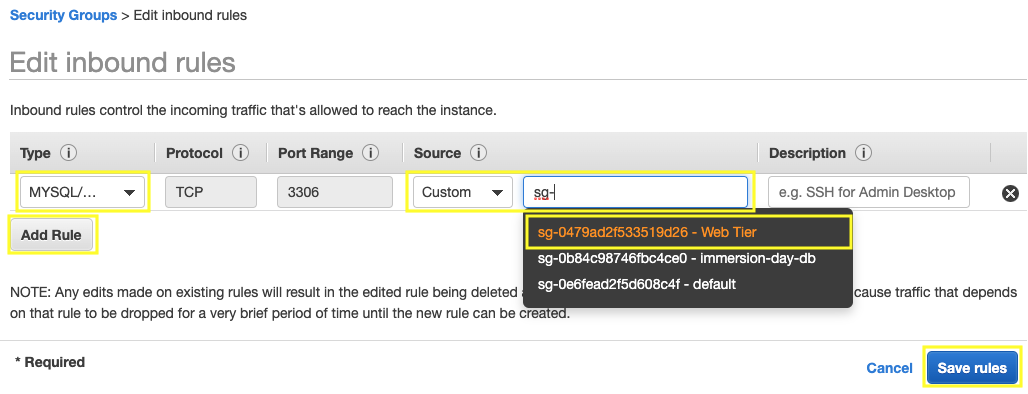 Security Groups > Edit inbound rules
Edit inbound rules
Inbound rules control the incoming traffic that's allowed to reach the instance.
Type i Protocol i Port Range i Source i Description i
MYSQL/... TCP 3306 Custom sg- e.g. SSH for Admin Desktop
Add Rule
sg-0479ad2f533519d26 - Web Tier
sg-0b84c98746fbc4ce0 - immersion-day-db
sg-0e6fead2f5d608c4f - default
NOTE: Any edits made on existing rules will result in the edited rule being deleted cause traffic that depends
on that rule to be dropped for a very brief period of time until the new rule can be created.
* Required
Cancel Save rules